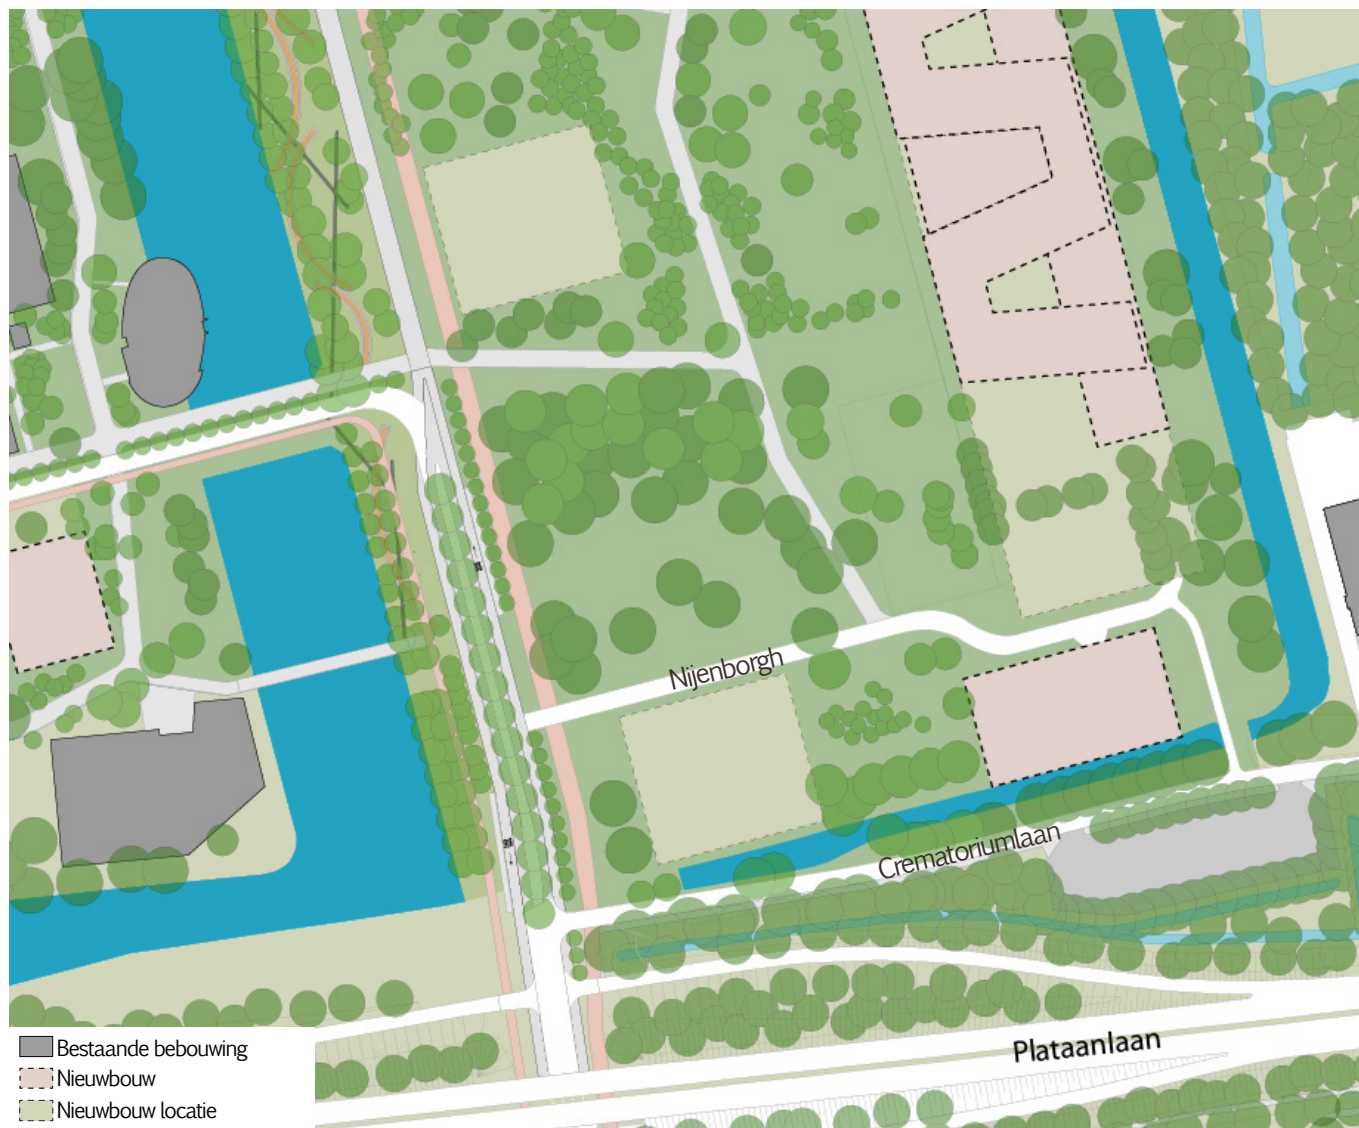 Nijenborgh
Crematoriumlaan
Plataanlaan
Bestaande bebouwing
Nieuwbouw
Nieuwbouw locatie